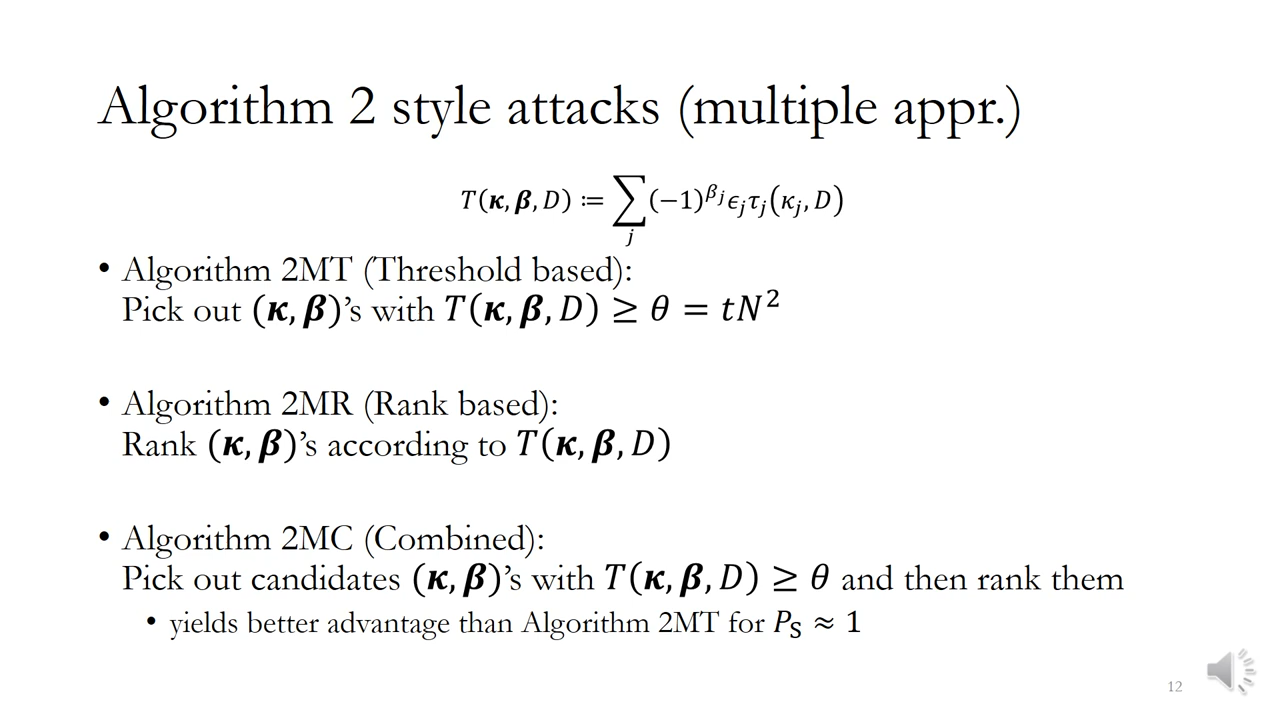 Algorithm 2 style attacks (multiple appr.)
T(𝜿, 𝜷, D) ≔ ∑_j (−1)^{β_j} ϵ_j τ_j(κ_j, D)
• Algorithm 2MT (Threshold based):
Pick out (𝜿, 𝜷)’s with T(𝜿, 𝜷, D) ≥ θ = tN²
• Algorithm 2MR (Rank based):
Rank (𝜿, 𝜷)’s according to T(𝜿, 𝜷, D)
• Algorithm 2MC (Combined):
Pick out candidates (𝜿, 𝜷)’s with T(𝜿, 𝜷, D) ≥ θ and then rank them
• yields better advantage than Algorithm 2MT for P_S ≈ 1
12